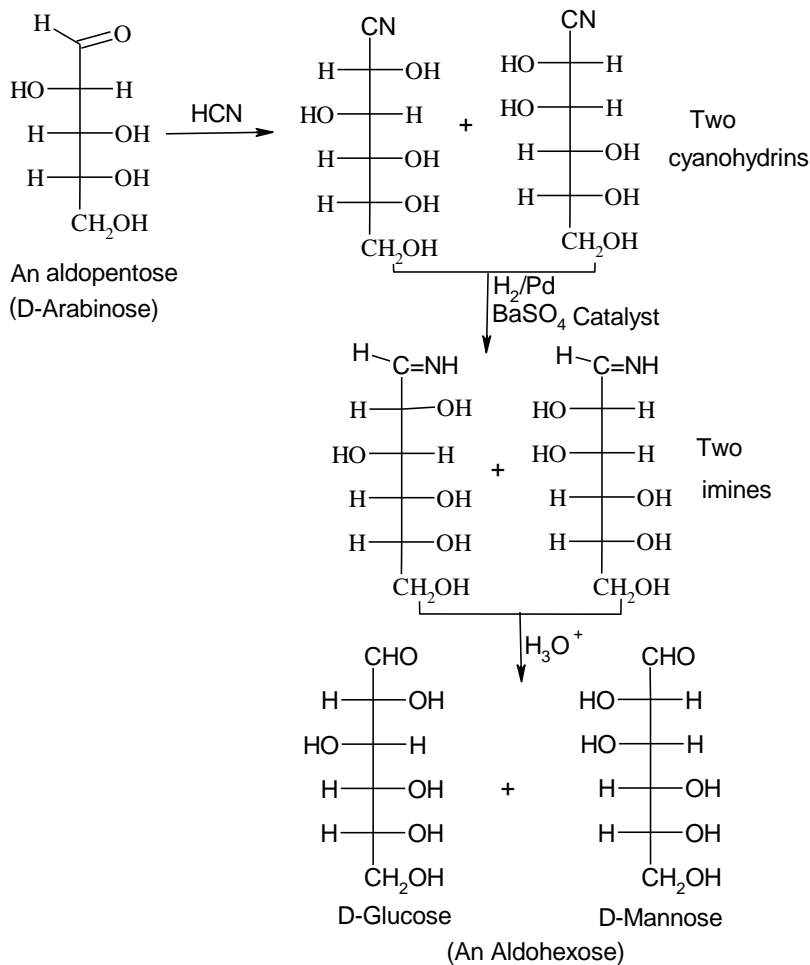 H O
HO H
H OH
H OH
CH2OH
An aldopentose
(D-Arabinose)
HCN
CN
H OH
HO H
H OH
H OH
CH2OH
+
CN
HO H
HO H
H OH
H OH
CH2OH
Two
cyanohydrins
H2/Pd
BaSO4 Catalyst
H C=NH
H OH
HO H
H OH
H OH
CH2OH
+
H C=NH
HO H
HO H
H OH
H OH
CH2OH
Two
imines
H3O+
CHO
H OH
HO H
H OH
H OH
CH2OH
D-Glucose
+
CHO
HO H
HO H
H OH
H OH
CH2OH
D-Mannose
(An Aldohexose)